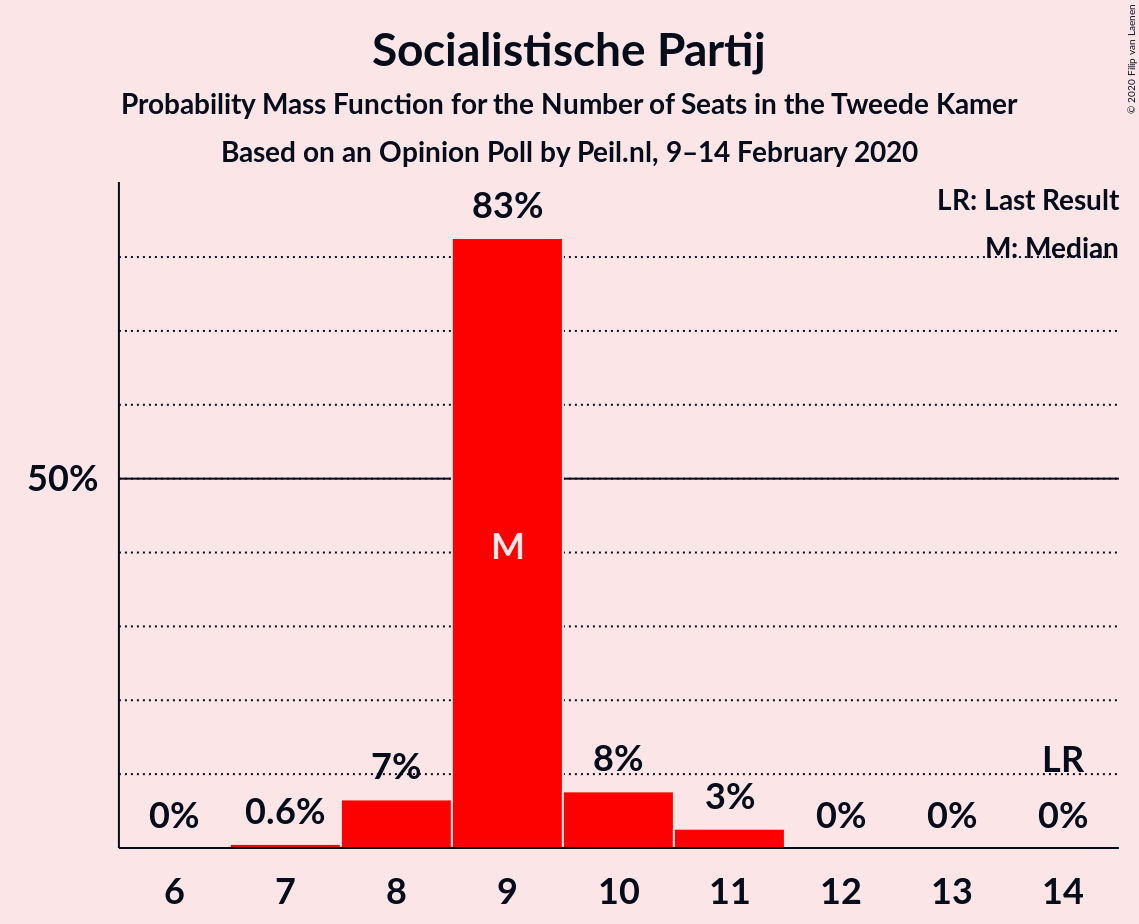 Socialistische Partij
Probability Mass Function for the Number of Seats in the Tweede Kamer
Based on an Opinion Poll by Peil.nl, 9–14 February 2020
© 2020 Filip van Laenen
LR: Last Result
M: Median
83%
50%
M
7%
8%
LR
0%
0.6%
3%
0%
0%
0%
6 7 8 9 10 11 12 13 14